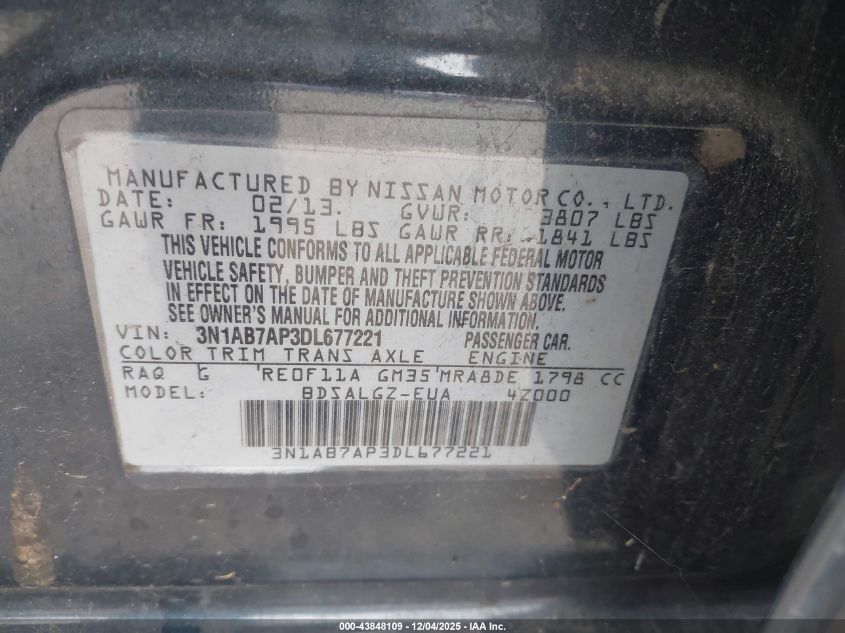 MANUFACTURED BY NISSAN MOTOR CO., LTD.
DATE: 02/13. GVWR: 3807 LBS
GAWR FR: 1995 LBS GAWR RR: 1841 LBS
THIS VEHICLE CONFORMS TO ALL APPLICABLE FEDERAL MOTOR
VEHICLE SAFETY, BUMPER AND THEFT PREVENTION STANDARDS
IN EFFECT ON THE DATE OF MANUFACTURE SHOWN ABOVE.
SEE OWNER'S MANUAL FOR ADDITIONAL INFORMATION.
VIN: 3N1AB7AP3DL677221 PASSENGER CAR.
COLOR TRIM TRANS AXLE ENGINE
RAQ G RE0F11A GM35 MRA8DE 1798 CC
MODEL: BDSALGZ-EUA 4Z000
3N1AB7AP3DL677221
000-43848109 - 12/04/2025 - IAA Inc.